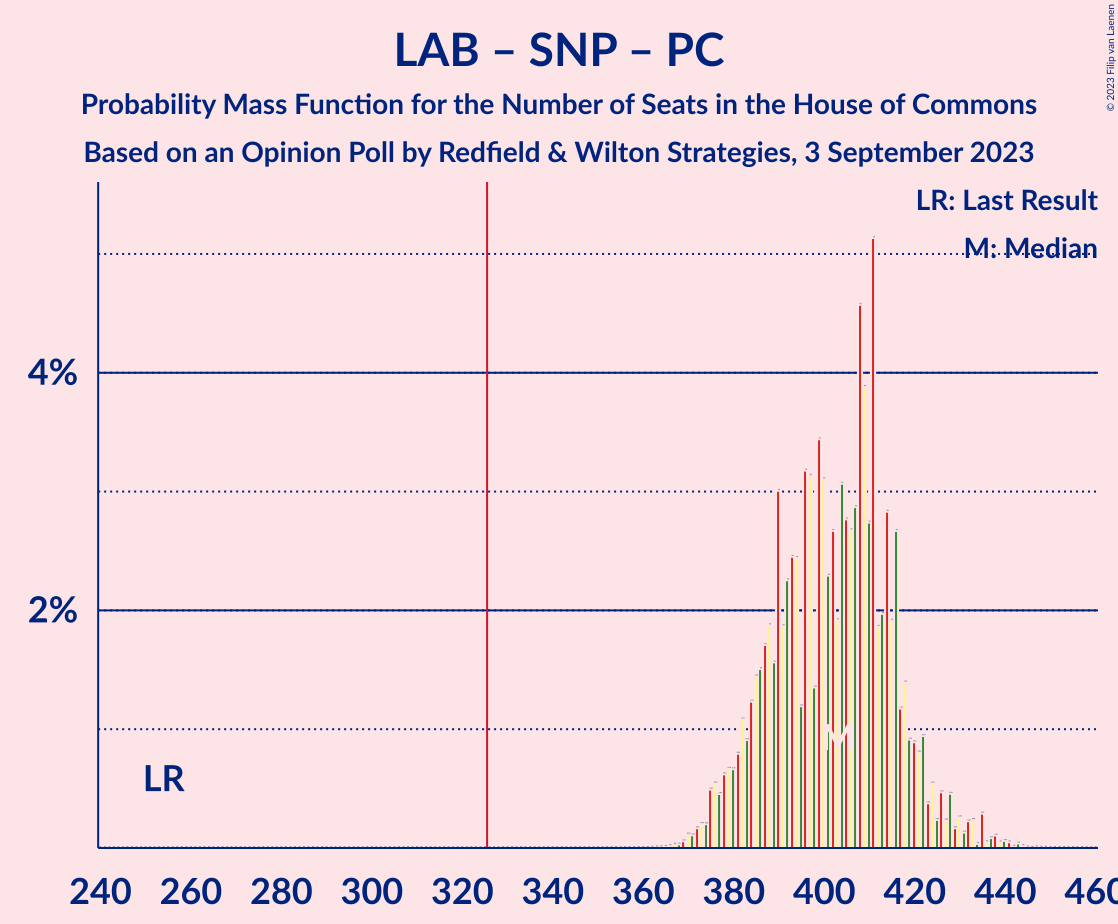 LAB – SNP – PC
Probability Mass Function for the Number of Seats in the House of Commons
Based on an Opinion Poll by Redfield & Wilton Strategies, 3 September 2023
© 2023 Filip van Laenen
LR: Last Result
M: Median
4%
2%
LR
M
240 260 280 300 320 340 360 380 400 420 440 460